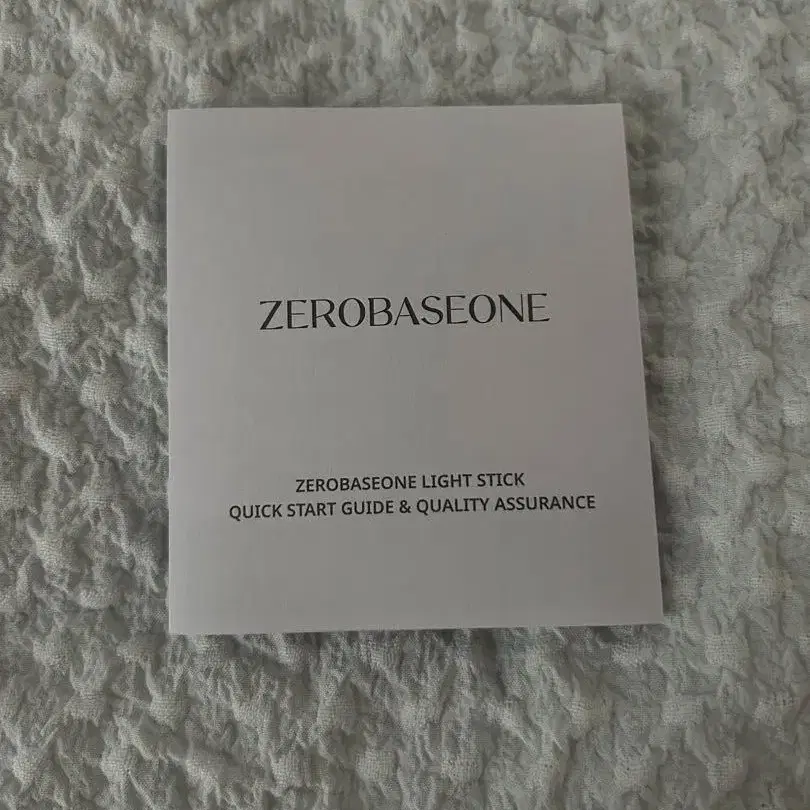 ZEROBASEONE
ZEROBASEONE LIGHT STICK
QUICK START GUIDE & QUALITY ASSURANCE